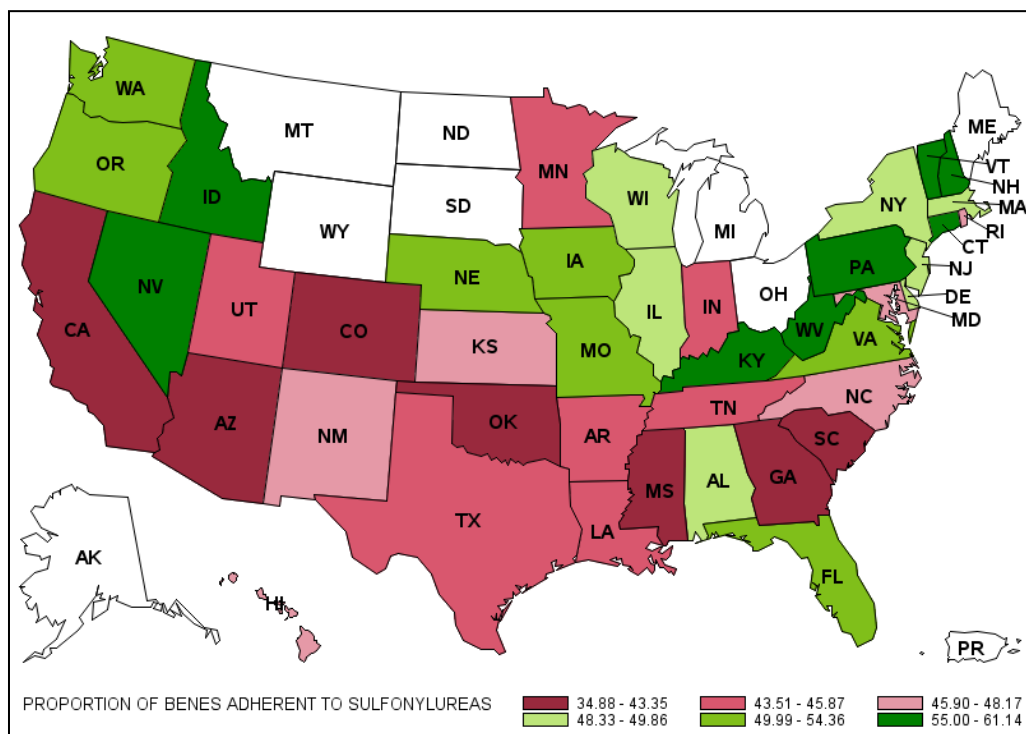 WA
MT
ND
ME
OR
MN
VT
ID
SD
WI
NH
MA
NY
WY
MI
RI
CT
NE
IA
PA
NJ
NV
OH
DE
UT
IL
IN
MD
CA
CO
WV
VA
KS
MO
KY
NC
TN
AZ
OK
NM
AR
SC
MS
AL
GA
TX
LA
AK
FL
HI
PR
PROPORTION OF BENES ADHERENT TO SULFONYLUREAS
34.88 - 43.35 43.51 - 45.87 45.90 - 48.17
48.33 - 49.86 49.99 - 54.36 55.00 - 61.14